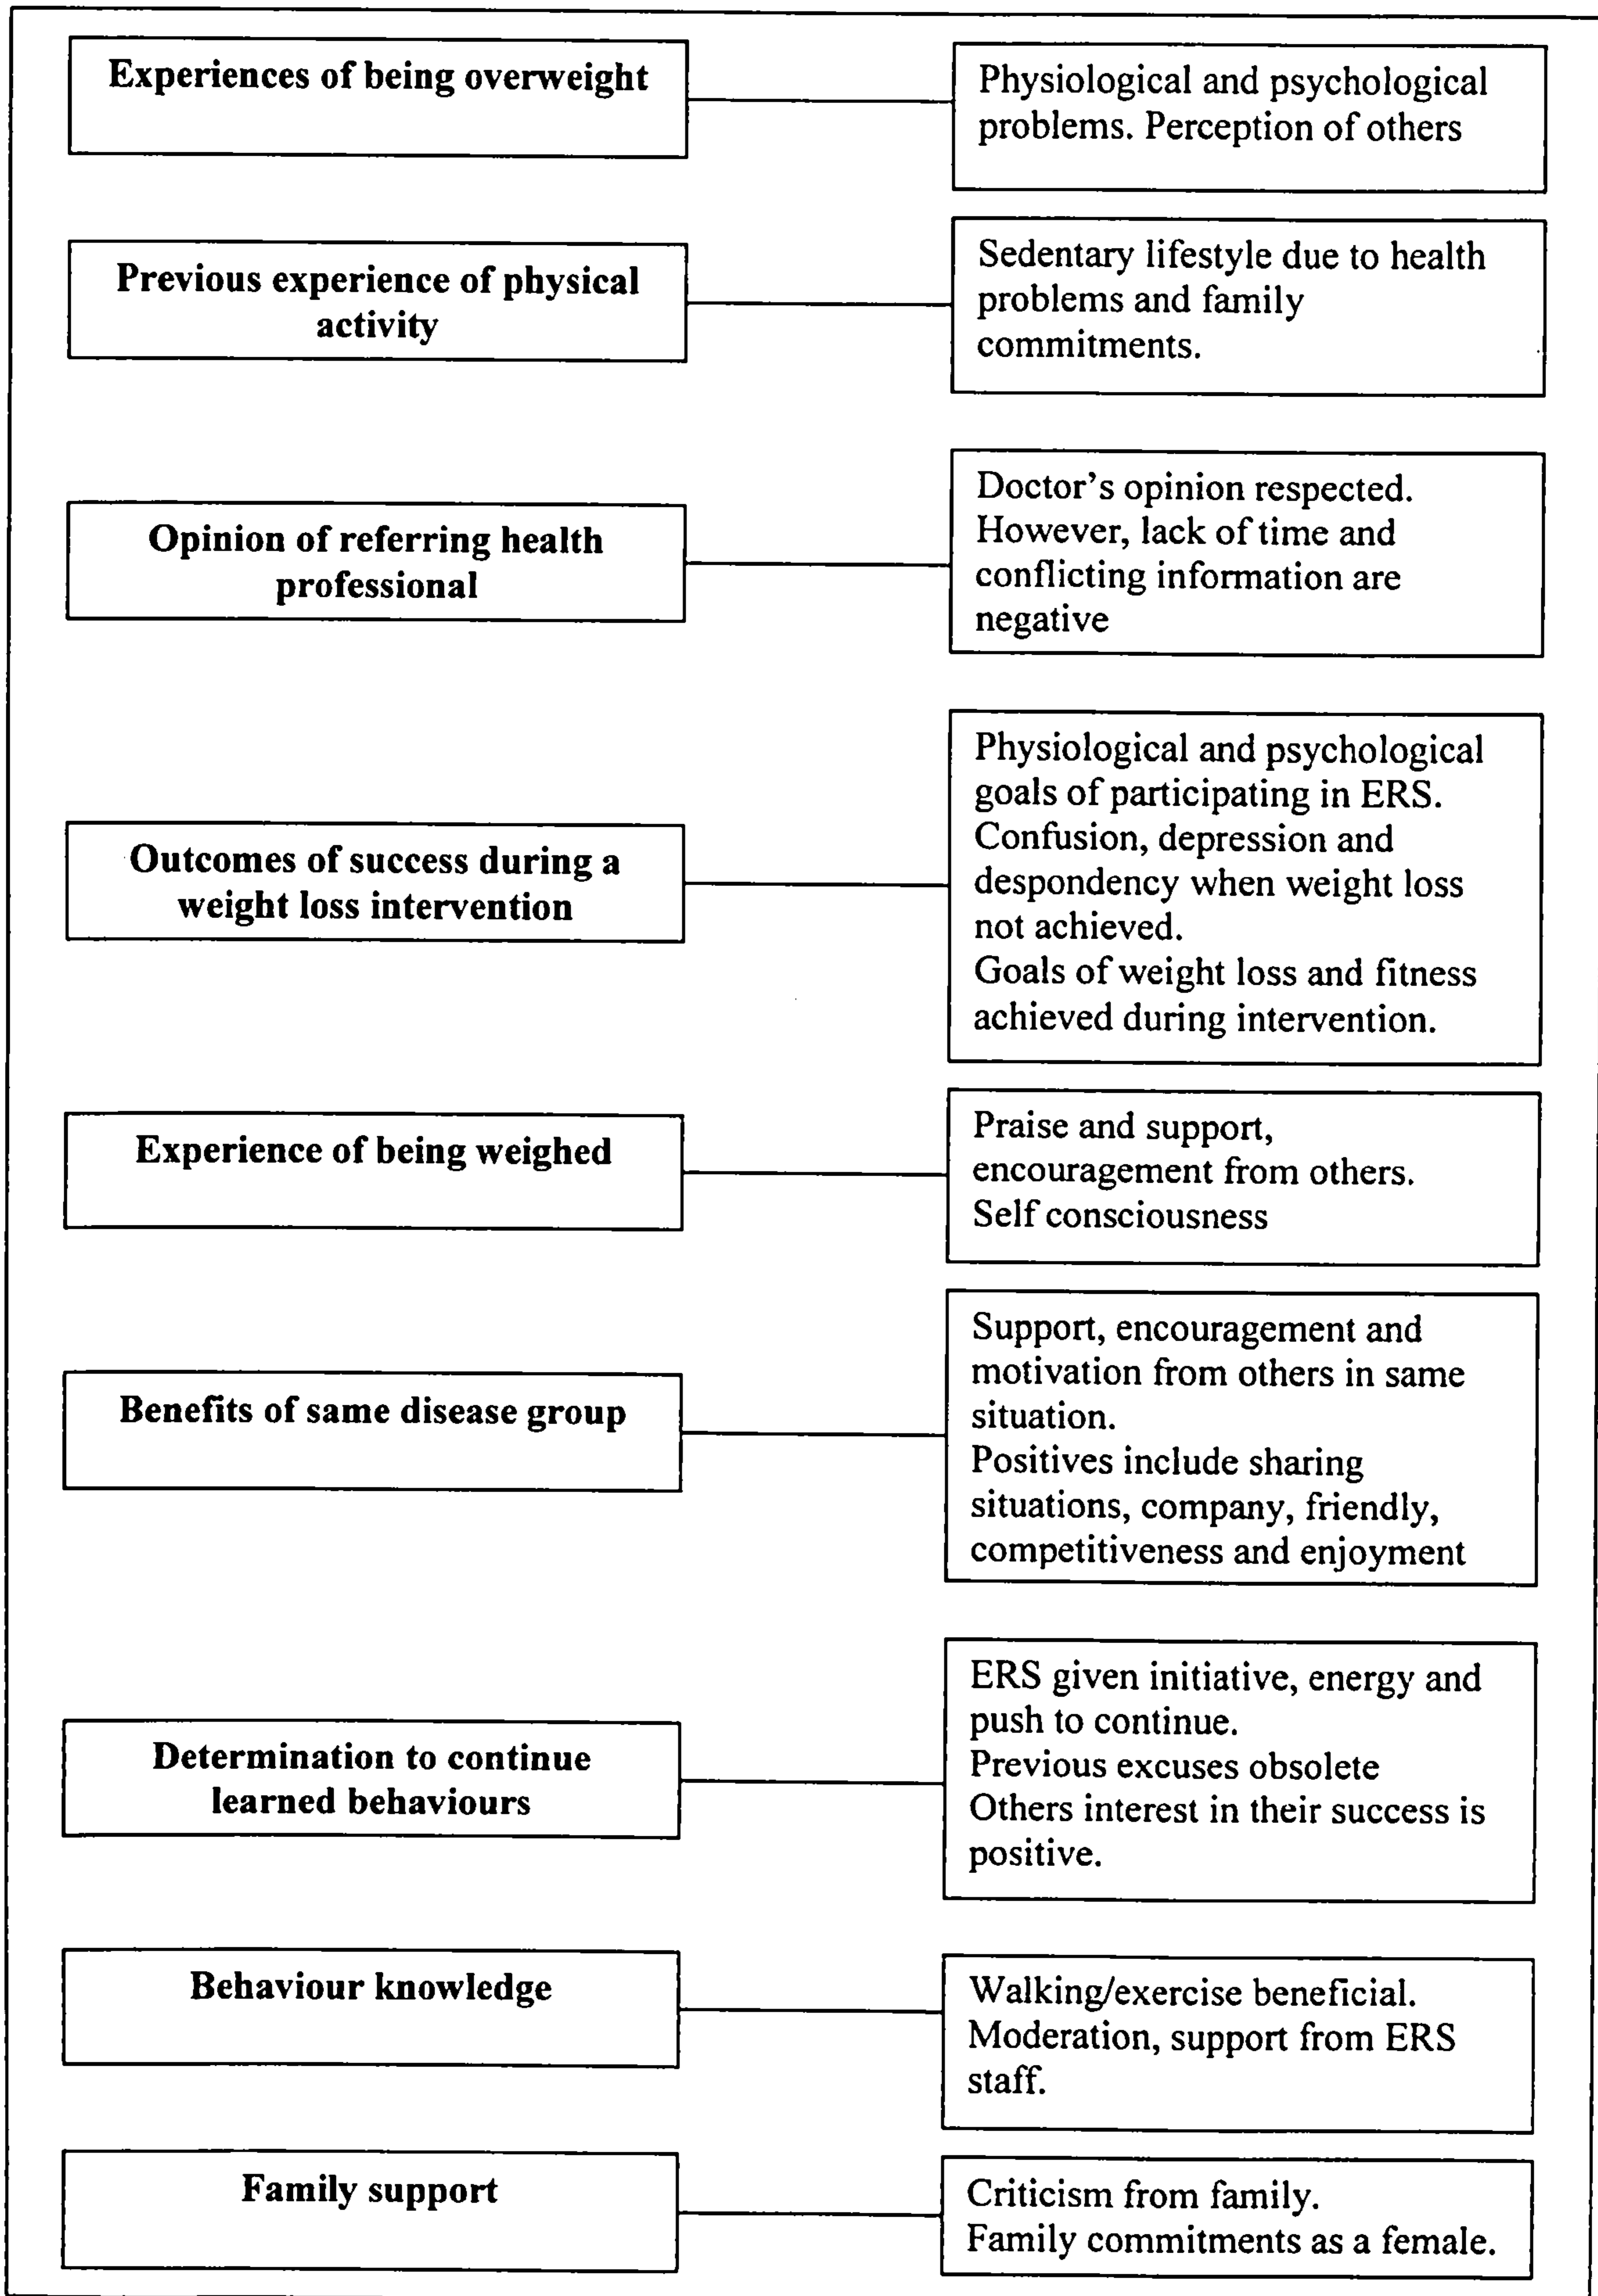 Experiences of being overweight
Physiological and psychological
problems. Perception of others
Previous experience of physical
activity
Sedentary lifestyle due to health
problems and family
commitments.
Opinion of referring health
professional
Doctor's opinion respected.
However, lack of time and
conflicting information are
negative
Outcomes of success during a
weight loss intervention
Physiological and psychological
goals of participating in ERS.
Confusion, depression and
despondency when weight loss
not achieved.
Goals of weight loss and fitness
achieved during intervention.
Experience of being weighed
Praise and support,
encouragement from others.
Self consciousness
Benefits of same disease group
Support, encouragement and
motivation from others in same
situation.
Positives include sharing
situations, company, friendly,
competitiveness and enjoyment
Determination to continue
learned behaviours
ERS given initiative, energy and
push to continue.
Previous excuses obsolete
Others interest in their success is
positive.
Behaviour knowledge
Walking/exercise beneficial.
Moderation, support from ERS
staff.
Family support
Criticism from family.
Family commitments as a female.